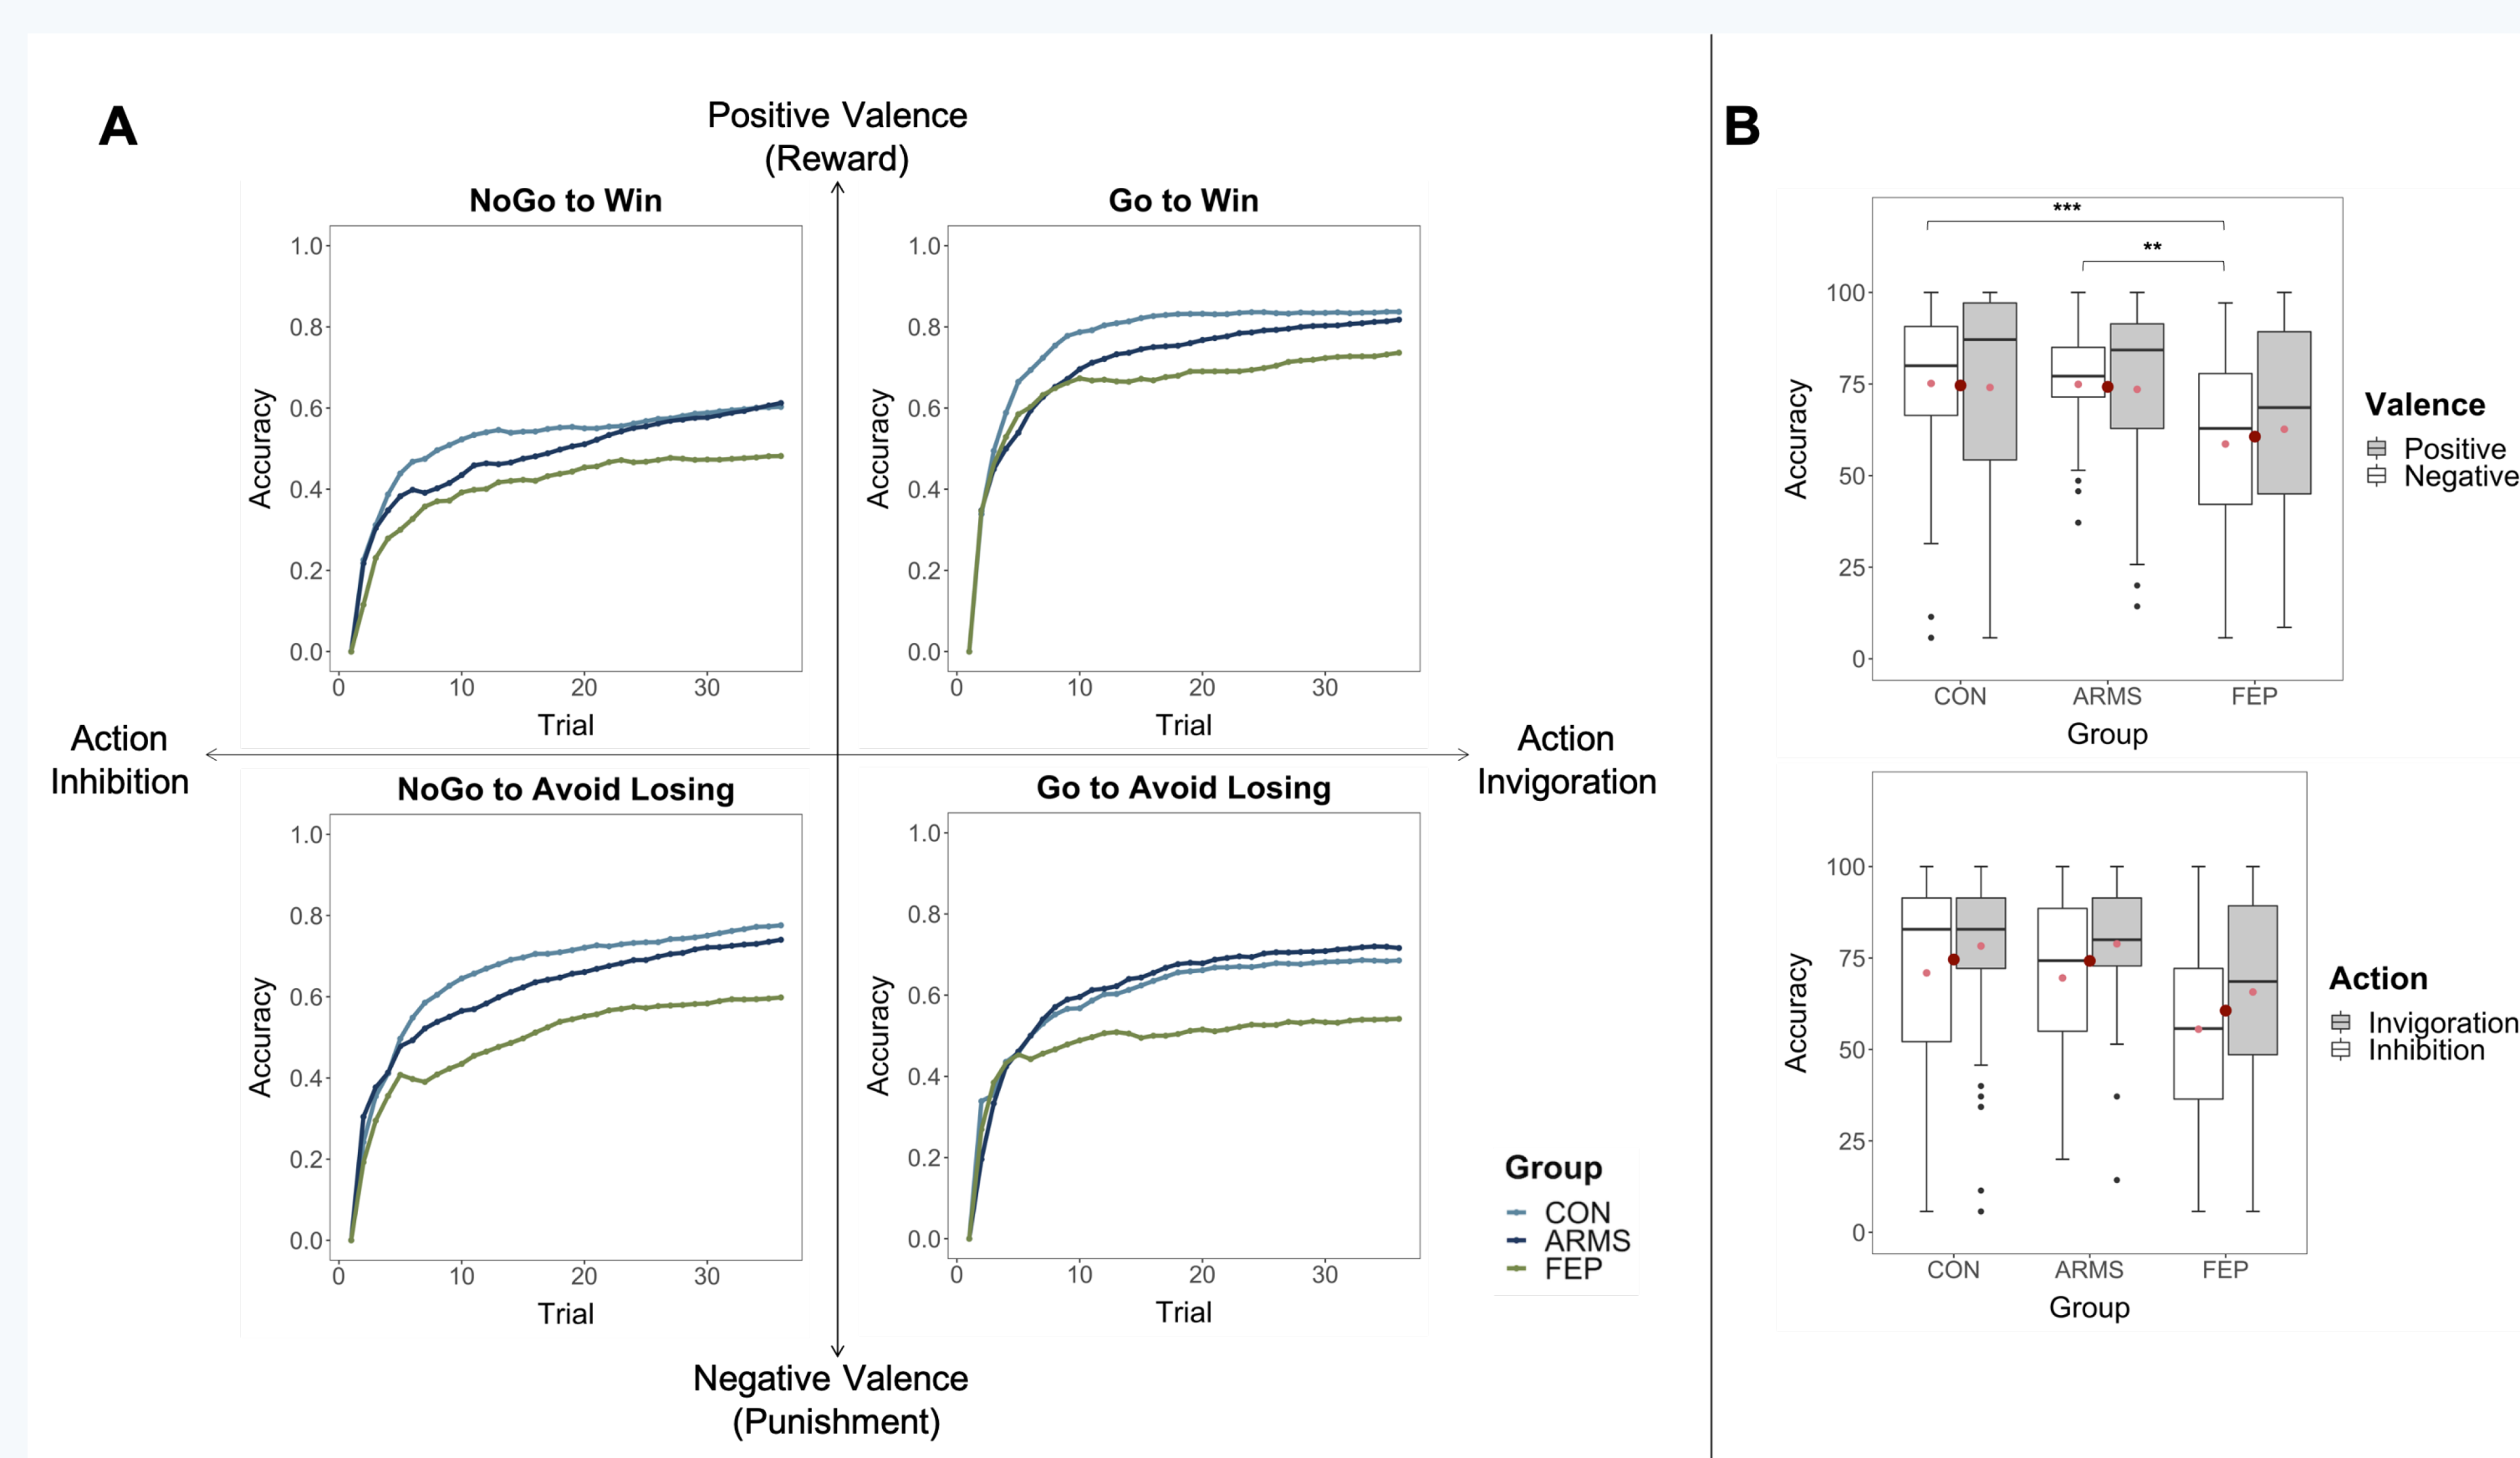 A
Positive Valence
(Reward)
NoGo to Win
1.0
0.8
0.6
0.4
0.2
0.0
Accuracy
0 10 20 30
Trial
Go to Win
1.0
0.8
0.6
0.4
0.2
0.0
Accuracy
0 10 20 30
Trial
Action
Inhibition
Action
Invigoration
NoGo to Avoid Losing
1.0
0.8
0.6
0.4
0.2
0.0
Accuracy
0 10 20 30
Trial
Go to Avoid Losing
1.0
0.8
0.6
0.4
0.2
0.0
Accuracy
0 10 20 30
Trial
Group
CON
ARMS
FEP
Negative Valence
(Punishment)
B
***
**
100
75
50
25
0
Accuracy
CON ARMS FEP
Group
Valence
Positive
Negative
100
75
50
25
0
Accuracy
CON ARMS FEP
Group
Action
Invigoration
Inhibition